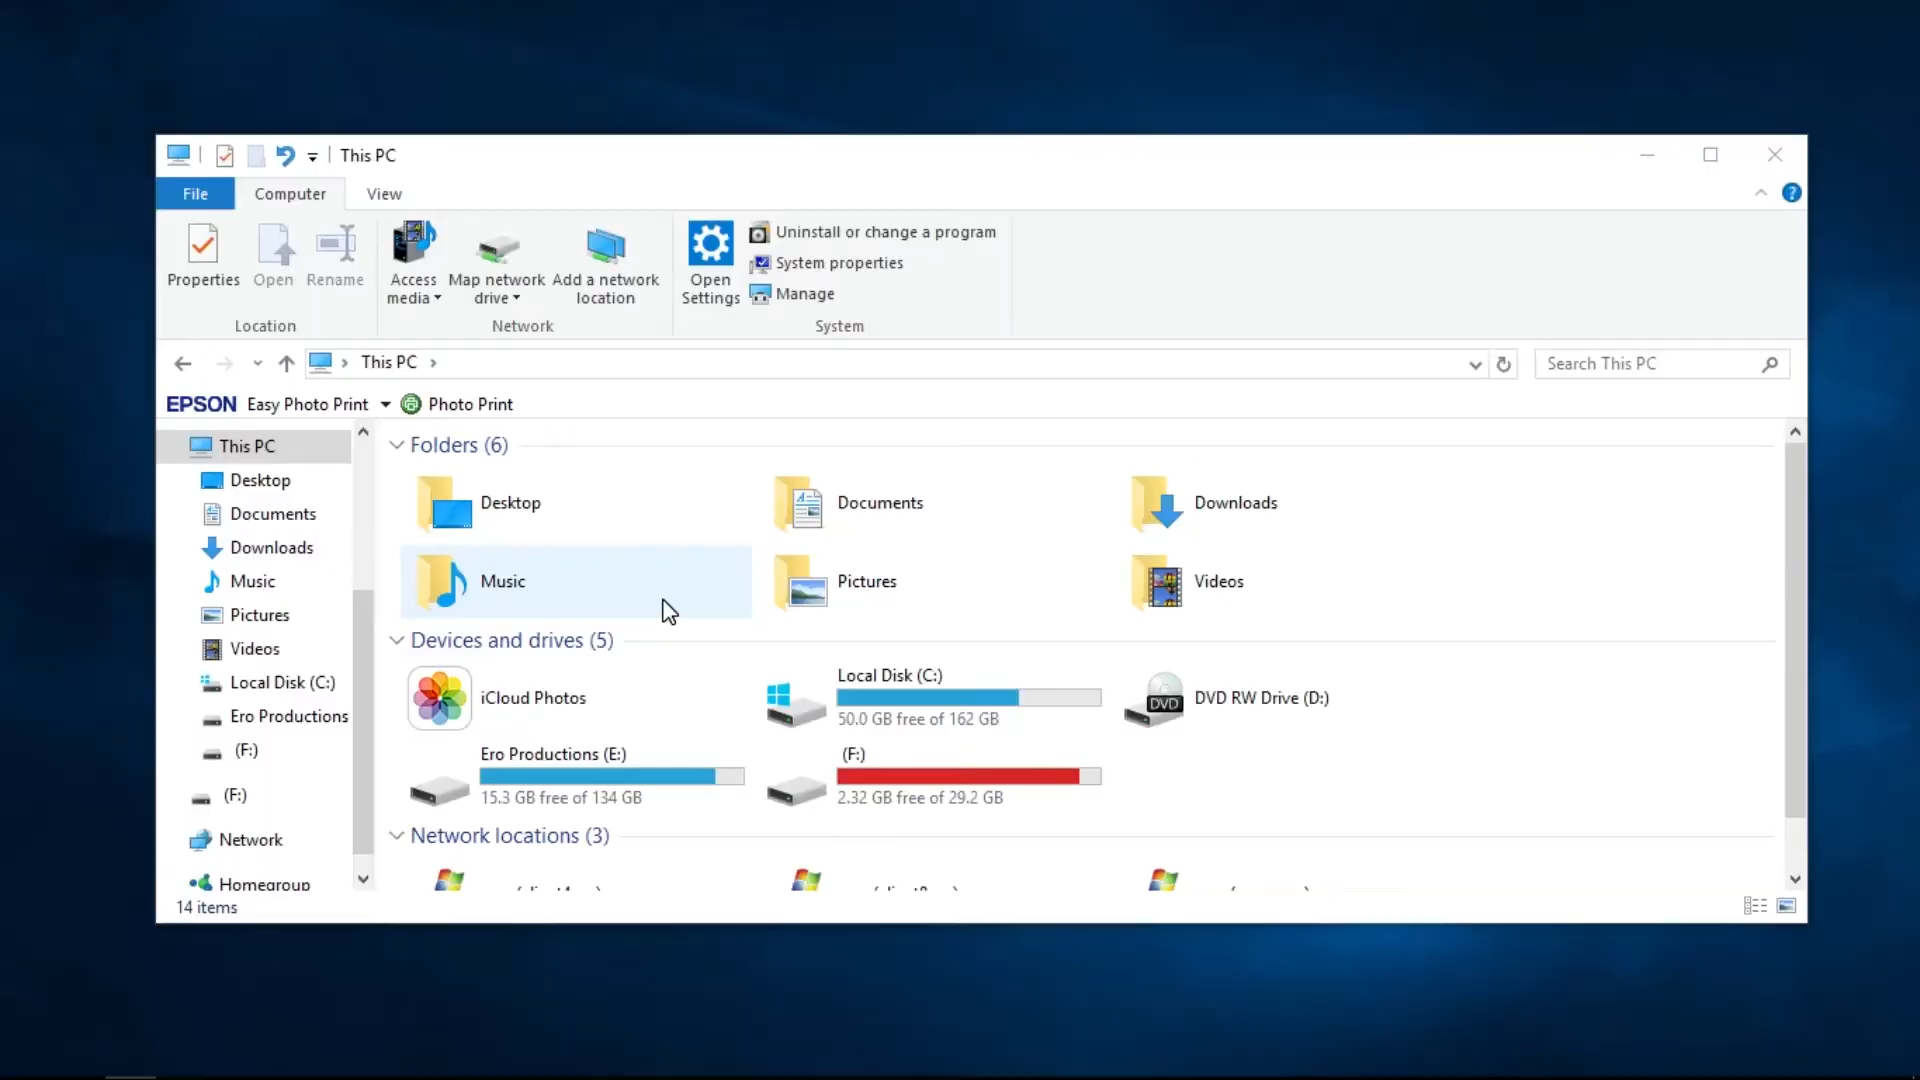 This PC
File Computer View
Uninstall or change a program
System properties
Manage
Properties Open Rename
Access media
Map network drive
Add a network location
Open Settings
Location Network System
This PC
Search This PC
EPSON Easy Photo Print Photo Print
This PC
Desktop
Documents
Downloads
Music
Pictures
Videos
Local Disk (C:)
Ero Productions
(F:)
(F:)
Network
Homegroup
Folders (6)
Desktop Documents Downloads
Music Pictures Videos
Devices and drives (5)
iCloud Photos
Local Disk (C:)
50.0 GB free of 162 GB
DVD
DVD RW Drive (D:)
Ero Productions (E:)
15.3 GB free of 134 GB
(F:)
2.32 GB free of 29.2 GB
Network locations (3)
14 items